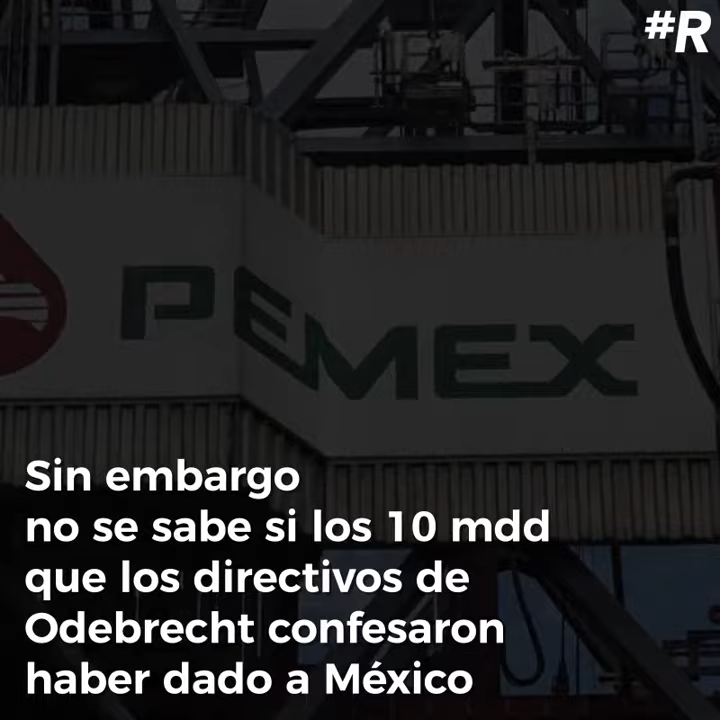 #R
PEMEX
Sin embargo
no se sabe si los 10 mdd
que los directivos de
Odebrecht confesaron
haber dado a México